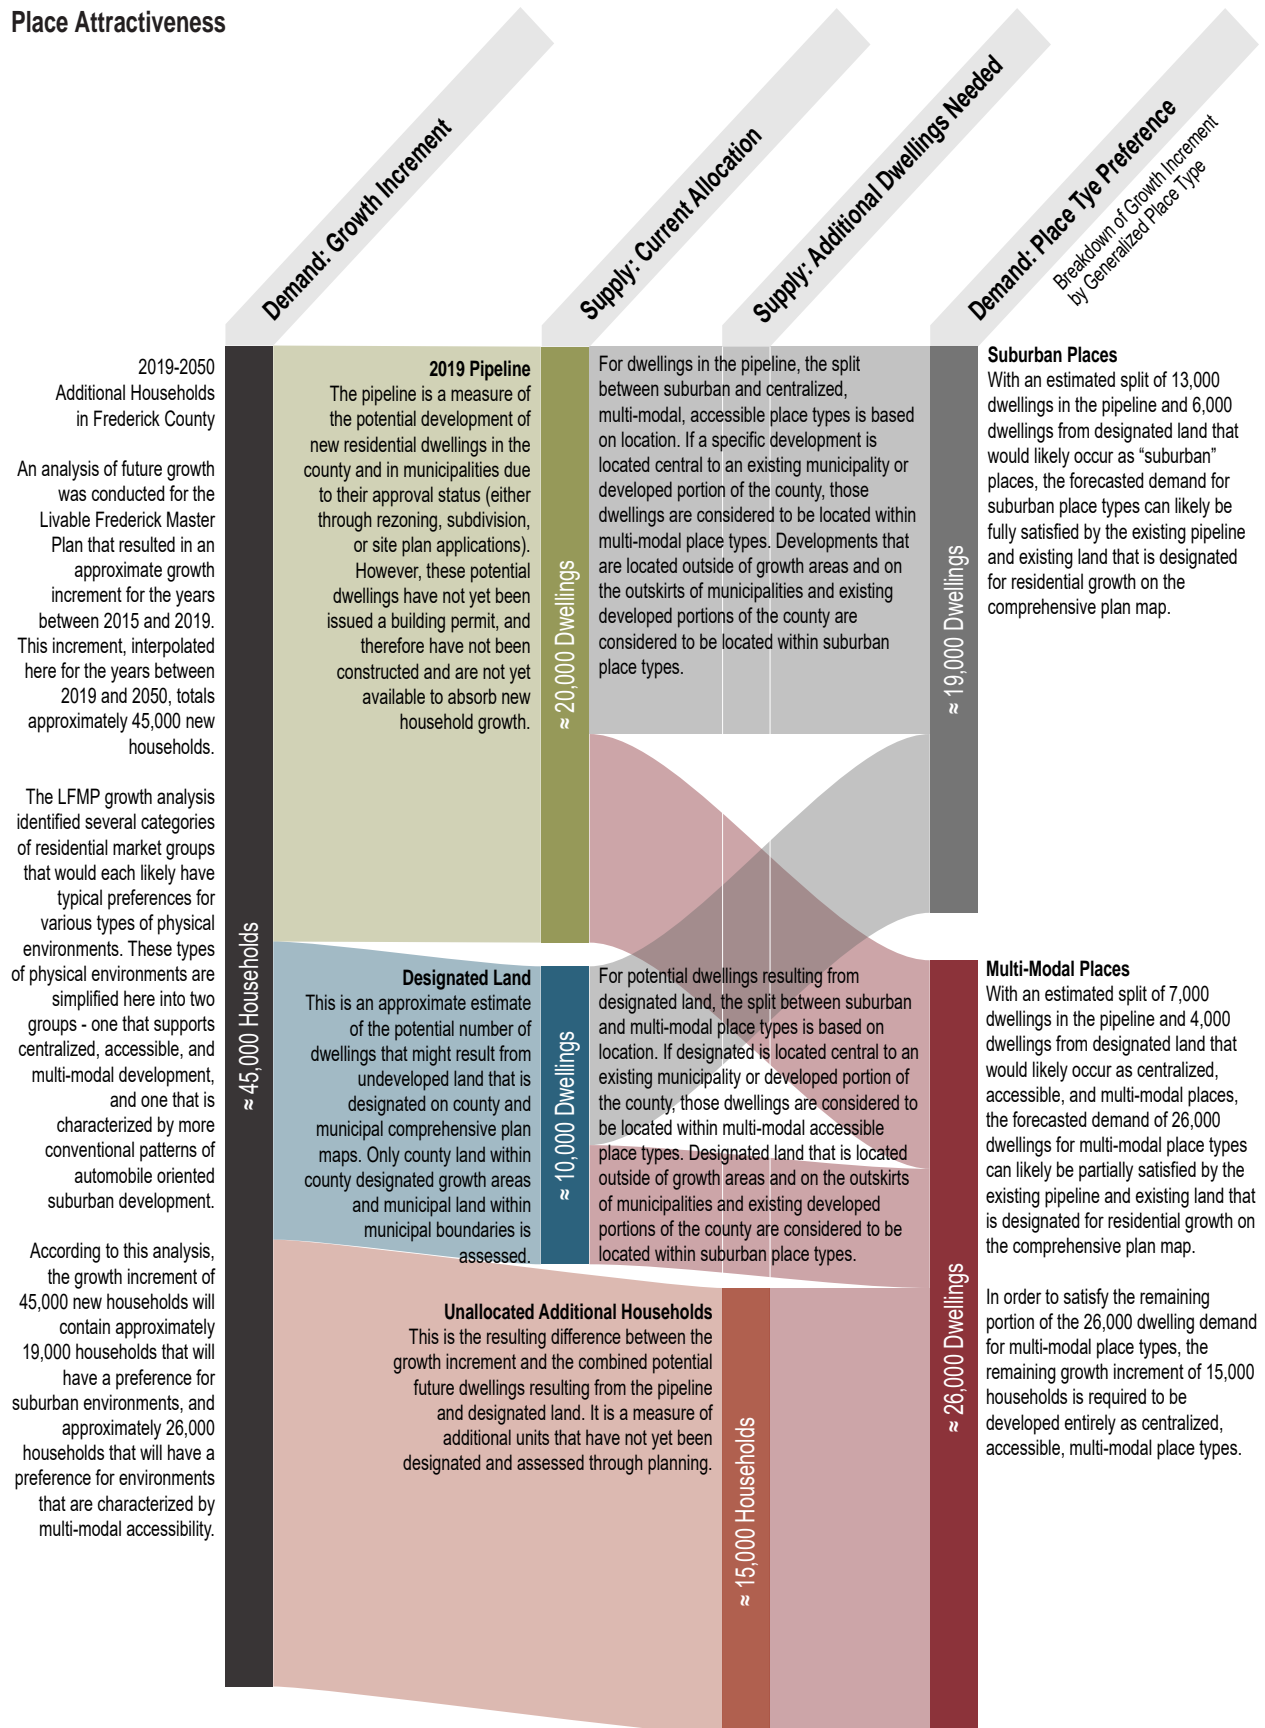 Place Attractiveness
Demand: Growth Increment
Supply: Current Allocation
Supply: Additional Dwellings Needed
Demand: Place Tye Preference
Breakdown of Growth Increment
by Generalized Place Type
2019-2050
Additional Households
in Frederick County
An analysis of future growth
was conducted for the
Livable Frederick Master
Plan that resulted in an
approximate growth
increment for the years
between 2015 and 2019.
This increment, interpolated
here for the years between
2019 and 2050, totals
approximately 45,000 new
households.
The LFMP growth analysis
identified several categories
of residential market groups
that would each likely have
typical preferences for
various types of physical
environments. These types
of physical environments are
simplified here into two
groups - one that supports
centralized, accessible, and
multi-modal development,
and one that is
characterized by more
conventional patterns of
automobile oriented
suburban development.
According to this analysis,
the growth increment of
45,000 new households will
contain approximately
19,000 households that will
have a preference for
suburban environments, and
approximately 26,000
households that will have a
preference for environments
that are characterized by
multi-modal accessibility.
≈ 45,000 Households
2019 Pipeline
The pipeline is a measure of
the potential development of
new residential dwellings in the
county and in municipalities due
to their approval status (either
through rezoning, subdivision,
or site plan applications).
However, these potential
dwellings have not yet been
issued a building permit, and
therefore have not been
constructed and are not yet
available to absorb new
household growth.
≈ 20,000 Dwellings
For dwellings in the pipeline, the split
between suburban and centralized,
multi-modal, accessible place types is based
on location. If a specific development is
located central to an existing municipality or
developed portion of the county, those
dwellings are considered to be located within
multi-modal place types. Developments that
are located outside of growth areas and on
the outskirts of municipalities and existing
developed portions of the county are
considered to be located within suburban
place types.
≈ 19,000 Dwellings
Suburban Places
With an estimated split of 13,000
dwellings in the pipeline and 6,000
dwellings from designated land that
would likely occur as “suburban”
places, the forecasted demand for
suburban place types can likely be
fully satisfied by the existing pipeline
and existing land that is designated
for residential growth on the
comprehensive plan map.
Designated Land
This is an approximate estimate
of the potential number of
dwellings that might result from
undeveloped land that is
designated on county and
municipal comprehensive plan
maps. Only county land within
county designated growth areas
and municipal land within
municipal boundaries is
assessed.
≈ 10,000 Dwellings
For potential dwellings resulting from
designated land, the split between suburban
and multi-modal place types is based on
location. If designated is located central to an
existing municipality or developed portion of
the county, those dwellings are considered to
be located within multi-modal accessible
place types. Designated land that is located
outside of growth areas and on the outskirts
of municipalities and existing developed
portions of the county are considered to be
located within suburban place types.
Unallocated Additional Households
This is the resulting difference between the
growth increment and the combined potential
future dwellings resulting from the pipeline
and designated land. It is a measure of
additional units that have not yet been
designated and assessed through planning.
≈ 15,000 Households
≈ 26,000 Dwellings
Multi-Modal Places
With an estimated split of 7,000
dwellings in the pipeline and 4,000
dwellings from designated land that
would likely occur as centralized,
accessible, and multi-modal places,
the forecasted demand of 26,000
dwellings for multi-modal place types
can likely be partially satisfied by the
existing pipeline and existing land that
is designated for residential growth on
the comprehensive plan map.
In order to satisfy the remaining
portion of the 26,000 dwelling demand
for multi-modal place types, the
remaining growth increment of 15,000
households is required to be
developed entirely as centralized,
accessible, multi-modal place types.